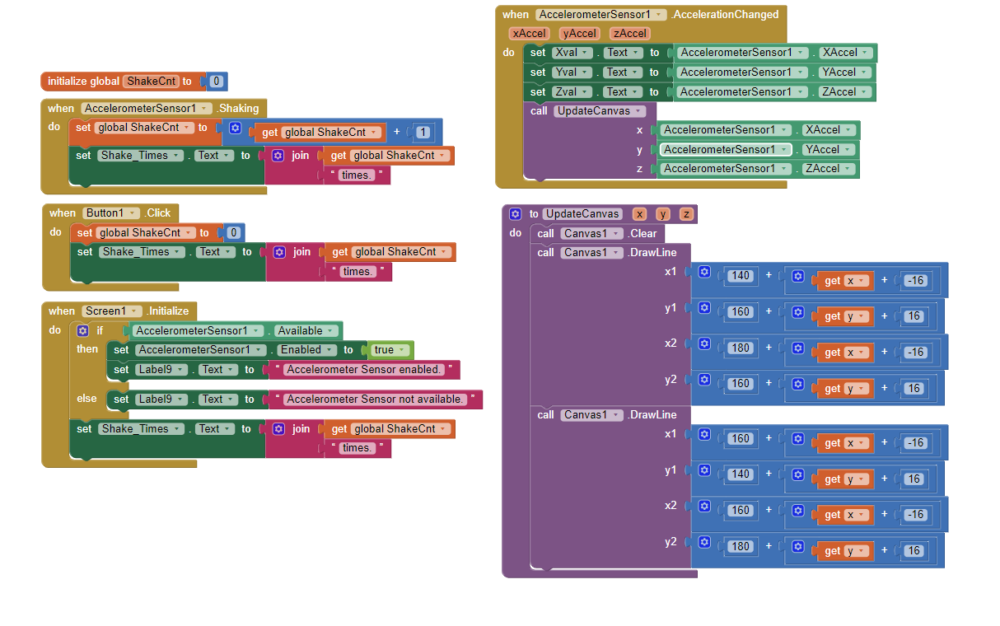 initialize global ShakeCnt to 0
when AccelerometerSensor1 .Shaking
do set global ShakeCnt to get global ShakeCnt + 1
set Shake_Times . Text to join get global ShakeCnt
“ times. ”
when Button1 .Click
do set global ShakeCnt to 0
set Shake_Times . Text to join get global ShakeCnt
“ times. ”
when Screen1 .Initialize
do if AccelerometerSensor1 . Available
then set AccelerometerSensor1 . Enabled to true
set Label9 . Text to “ Accelerometer Sensor enabled. ”
else set Label9 . Text to “ Accelerometer Sensor not available. ”
set Shake_Times . Text to join get global ShakeCnt
“ times. ”
when AccelerometerSensor1 .AccelerationChanged
xAccel yAccel zAccel
do set Xval . Text to AccelerometerSensor1 . XAccel
set Yval . Text to AccelerometerSensor1 . YAccel
set Zval . Text to AccelerometerSensor1 . ZAccel
call UpdateCanvas
x AccelerometerSensor1 . XAccel
y AccelerometerSensor1 . YAccel
z AccelerometerSensor1 . ZAccel
to UpdateCanvas x y z
do call Canvas1 .Clear
call Canvas1 .DrawLine
x1 140 + get x + -16
y1 160 + get y + 16
x2 180 + get x + -16
y2 160 + get y + 16
call Canvas1 .DrawLine
x1 160 + get x + -16
y1 140 + get y + 16
x2 160 + get x + -16
y2 180 + get y + 16